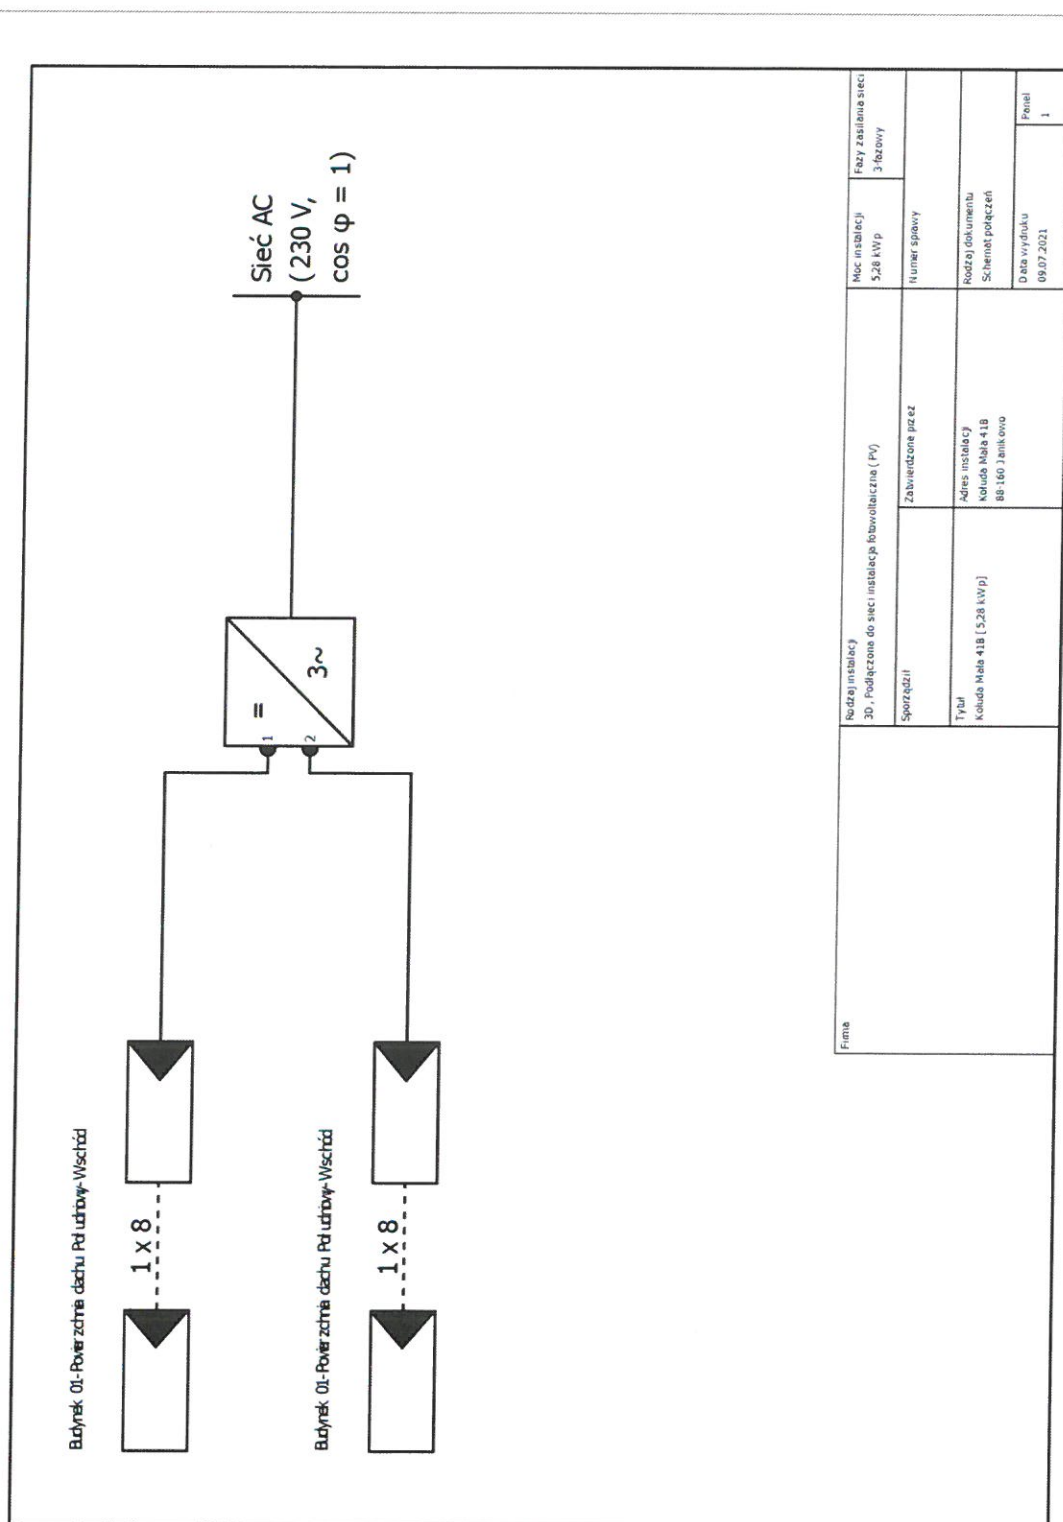 Budynek 01-Powierzchnia dachu Południowy-Wschód
1 x 8
Budynek 01-Powierzchnia dachu Południowy-Wschód
1 x 8
1
2
=
3~
Sieć AC
(230 V,
cos φ = 1)
Firma
Rodzaj instalacji
3D, Podłączona do sieci instalacja fotowoltaiczna (PV)
Moc instalacji
5,28 kWp
Fazy zasilania sieci
3-fazowy
Sporządził
Zatwierdzone przez
Numer sprawy
Tytuł
Kołuda Mała 41B [5,28 kWp]
Adres instalacji
Kołuda Mała 41B
88-160 Janikowo
Rodzaj dokumentu
Schemat połączeń
Data wydruku
09.07.2021
Panel
1